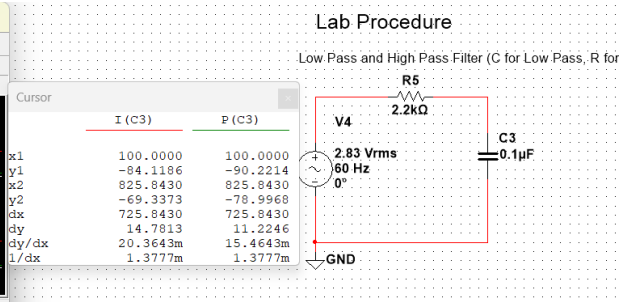 Lab Procedure
Low Pass and High Pass Filter (C for Low Pass, R for
Cursor
I(C3) P(C3)
x1 100.0000 100.0000
y1 -84.1186 -90.2214
x2 825.8430 825.8430
y2 -69.3373 -78.9968
dx 725.8430 725.8430
dy 14.7813 11.2246
dy/dx 20.3643m 15.4643m
1/dx 1.3777m 1.3777m
R5
2.2kΩ
V4
2.83 Vrms
60 Hz
0°
C3
0.1µF
GND